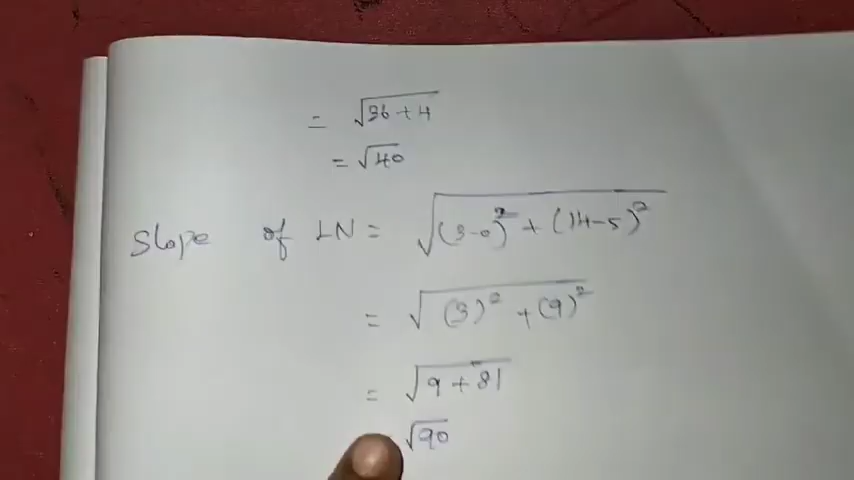 = √36+4
= √40
Slope of LN = √(3-0)² + (14-5)²
= √(3)² + (9)²
= √9+81
√90